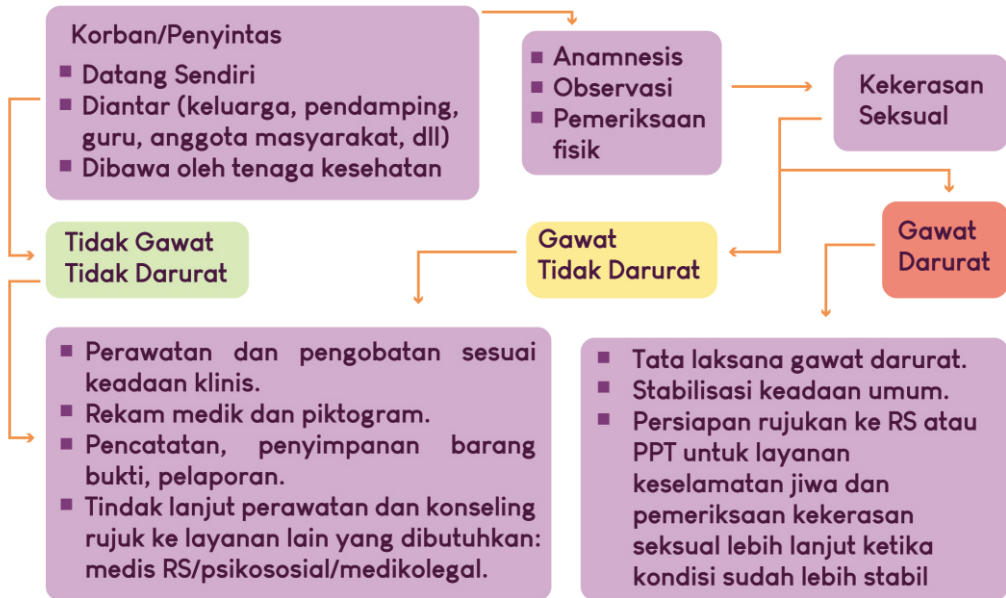 Korban/Penyintas
■ Datang Sendiri
■ Diantar (keluarga, pendamping,
guru, anggota masyarakat, dll)
■ Dibawa oleh tenaga kesehatan
■ Anamnesis
■ Observasi
■ Pemeriksaan
fisik
Kekerasan
Seksual
Tidak Gawat
Tidak Darurat
Gawat
Tidak Darurat
Gawat
Darurat
■ Perawatan dan pengobatan sesuai
keadaan klinis.
■ Rekam medik dan piktogram.
■ Pencatatan, penyimpanan barang
bukti, pelaporan.
■ Tindak lanjut perawatan dan konseling
rujuk ke layanan lain yang dibutuhkan:
medis RS/psikososial/medikolegal.
■ Tata laksana gawat darurat.
■ Stabilisasi keadaan umum.
■ Persiapan rujukan ke RS atau
PPT untuk layanan
keselamatan jiwa dan
pemeriksaan kekerasan
seksual lebih lanjut ketika
kondisi sudah lebih stabil